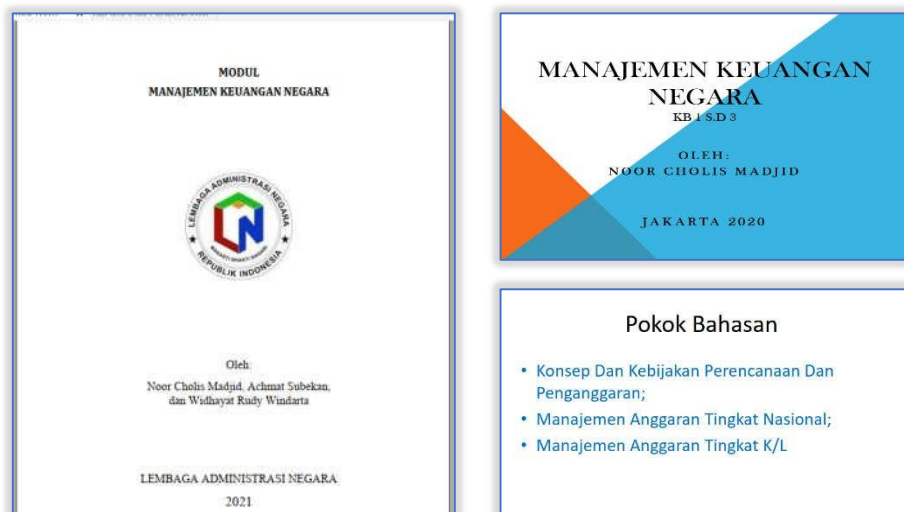 MODUL
MANAJEMEN KEUANGAN NEGARA
LEMBAGA ADMINISTRASI NEGARA
REPUBLIK INDONESIA
Oleh:
Noor Cholis Madjid, Achmat Subekan,
dan Widhayat Rudy Windarta
LEMBAGA ADMINISTRASI NEGARA
2021
MANAJEMEN KEUANGAN
NEGARA
KB 1 S.D 3
OLEH:
NOOR CHOLIS MADJID
JAKARTA 2020
Pokok Bahasan
• Konsep Dan Kebijakan Perencanaan Dan
Penganggaran;
• Manajemen Anggaran Tingkat Nasional;
• Manajemen Anggaran Tingkat K/L